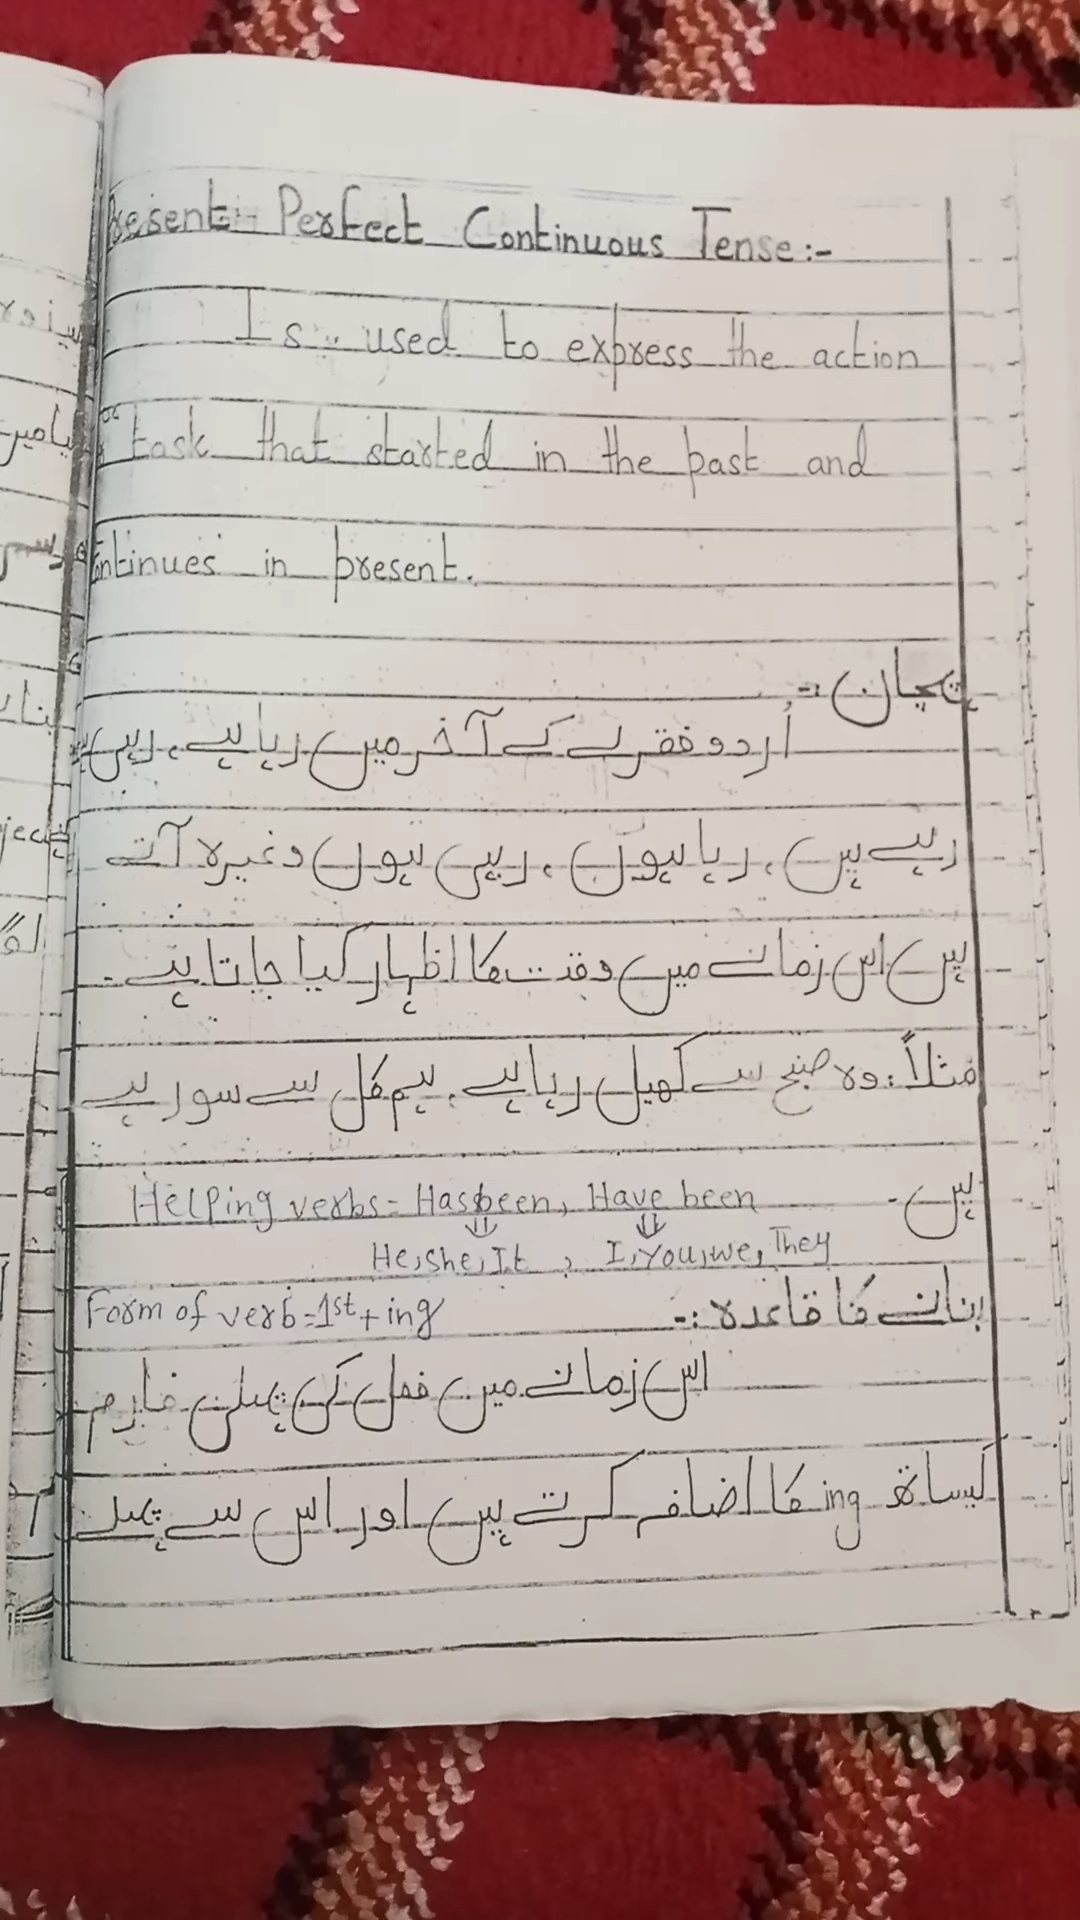 Present:- Perfect Continuous Tense:-
Is used to express the action
or task that started in the past and
continues in present.
پہچان :-
اُردو فقرے کے آخر میں رہا ہے، رہی ہے
رہے ہیں، رہا ہوں، رہی ہوں وغیرہ آتے
ہیں اس زمانے میں وقت کا اظہار کیا جاتا ہے۔
مثلاً: وہ صبح سے کھیل رہا ہے، ہم کل سے سو رہے
ہیں۔
Helping verbs = Has been, Have been
⇓ ⇓
He, she, It , I, You, we, They
Form of verb = 1st + ing
بنانے کا قاعدہ :-
اس زمانے میں فعل کی پہلی فارم
کیساتھ ing کا اضافہ کرتے ہیں اور اس سے پہلے